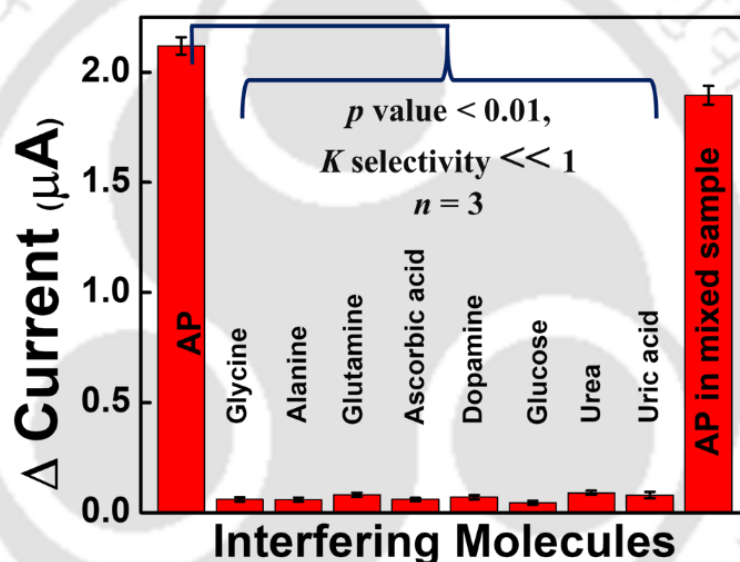 2.0
1.5
1.0
0.5
0.0
Δ Current (μA)
p value < 0.01,
K selectivity << 1
n = 3
AP
Glycine
Alanine
Glutamine
Ascorbic acid
Dopamine
Glucose
Urea
Uric acid
AP in mixed sample
Interfering Molecules